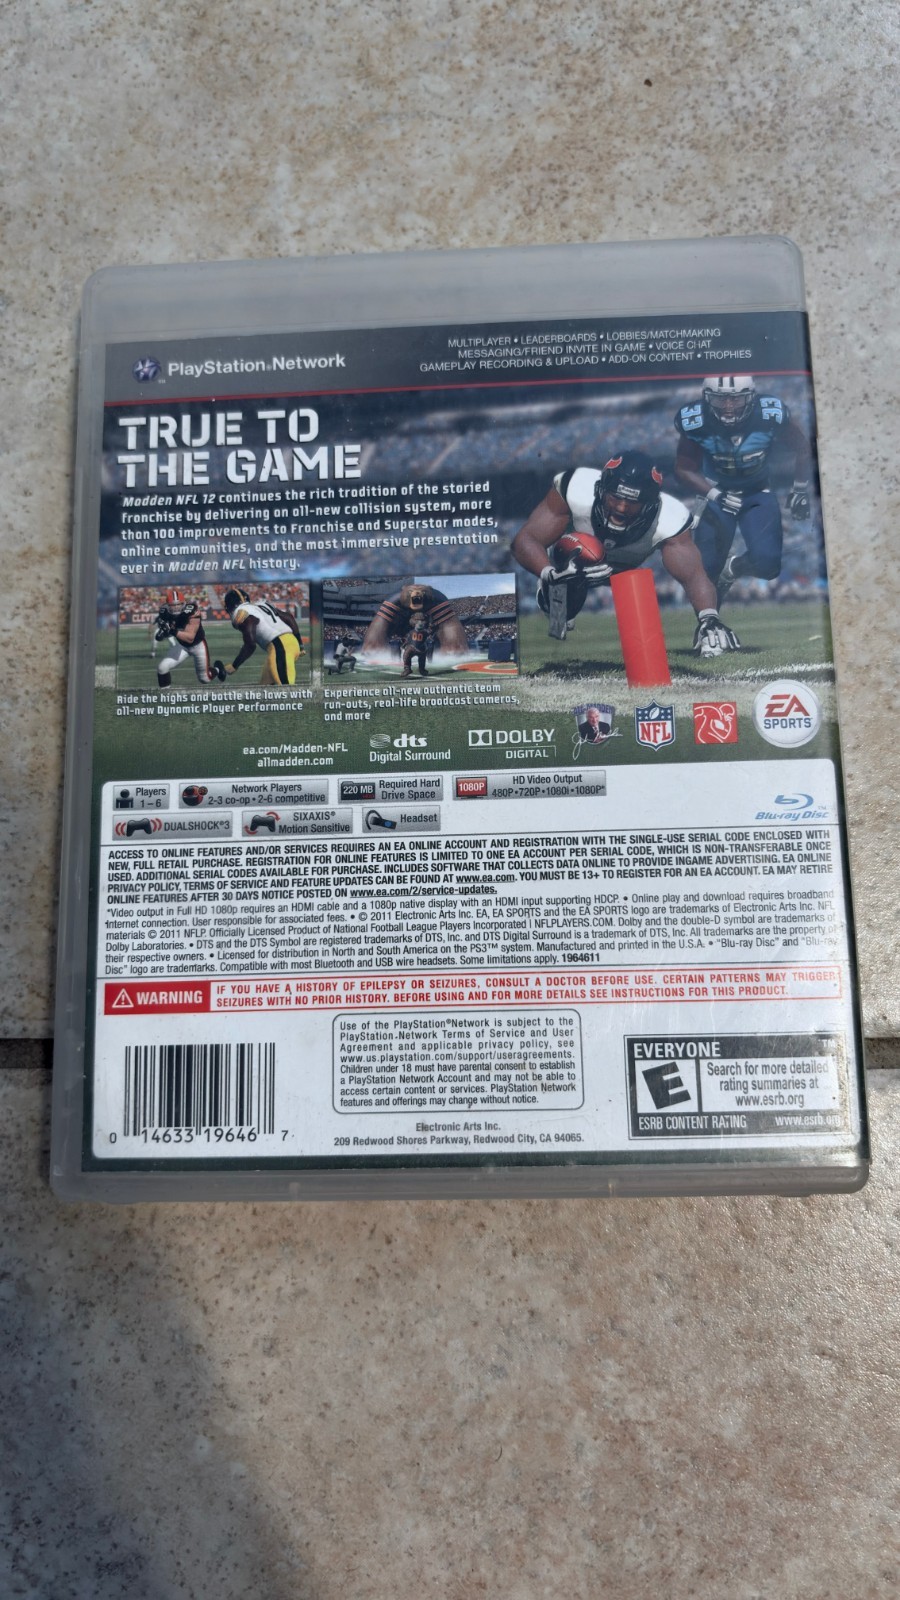 PlayStation®Network
MULTIPLAYER • LEADERBOARDS • LOBBIES/MATCHMAKING
MESSAGING/FRIEND INVITE IN GAME • VOICE CHAT
GAMEPLAY RECORDING & UPLOAD • ADD-ON CONTENT • TROPHIES
TRUE TO
THE GAME
Madden NFL 12 continues the rich tradition of the storied
franchise by delivering an all-new collision system, more
than 100 improvements to Franchise and Superstar modes,
online communities, and the most immersive presentation
ever in Madden NFL history.
33 33
Ride the highs and battle the lows with
all-new Dynamic Player Performance
Experience all-new authentic team
run-outs, real-life broadcast cameras,
and more
ea.com/Madden-NFL
allmadden.com
dts
Digital Surround
DOLBY
DIGITAL
NFL
EA
SPORTS
Players
1 – 6
Network Players
2-3 co-op • 2-6 competitive
220 MB
Required Hard
Drive Space
1080P
HD Video Output
480P•720P•1080i•1080P*
Blu-ray Disc™
DUALSHOCK®3
SIXAXIS®
Motion Sensitive
Headset
ACCESS TO ONLINE FEATURES AND/OR SERVICES REQUIRES AN EA ONLINE ACCOUNT AND REGISTRATION WITH THE SINGLE-USE SERIAL CODE ENCLOSED WITH
NEW, FULL RETAIL PURCHASE. REGISTRATION FOR ONLINE FEATURES IS LIMITED TO ONE EA ACCOUNT PER SERIAL CODE, WHICH IS NON-TRANSFERABLE ONCE
USED. ADDITIONAL SERIAL CODES AVAILABLE FOR PURCHASE. INCLUDES SOFTWARE THAT COLLECTS DATA ONLINE TO PROVIDE INGAME ADVERTISING. EA ONLINE
PRIVACY POLICY, TERMS OF SERVICE AND FEATURE UPDATES CAN BE FOUND AT www.ea.com. YOU MUST BE 13+ TO REGISTER FOR AN EA ACCOUNT. EA MAY RETIRE
ONLINE FEATURES AFTER 30 DAYS NOTICE POSTED ON www.ea.com/2/service-updates.
*Video output in Full HD 1080p requires an HDMI cable and a 1080p native display with an HDMI input supporting HDCP. • Online play and download requires broadband
internet connection. User responsible for associated fees. • © 2011 Electronic Arts Inc. EA, EA SPORTS and the EA SPORTS logo are trademarks of Electronic Arts Inc. NFL
materials © 2011 NFLP. Officially Licensed Product of National Football League Players Incorporated | NFLPLAYERS.COM. Dolby and the double-D symbol are trademarks of
Dolby Laboratories. • DTS and the DTS Symbol are registered trademarks of DTS, Inc. and DTS Digital Surround is a trademark of DTS, Inc. All trademarks are the property of
their respective owners. • Licensed for distribution in North and South America on the PS3™ system. Manufactured and printed in the U.S.A. • "Blu-ray Disc" and "Blu-ray
Disc" logo are trademarks. Compatible with most Bluetooth and USB wire headsets. Some limitations apply. 1964611
WARNING
IF YOU HAVE A HISTORY OF EPILEPSY OR SEIZURES, CONSULT A DOCTOR BEFORE USE. CERTAIN PATTERNS MAY TRIGGER
SEIZURES WITH NO PRIOR HISTORY. BEFORE USING AND FOR MORE DETAILS SEE INSTRUCTIONS FOR THIS PRODUCT.
Use of the PlayStation®Network is subject to the
PlayStation®Network Terms of Service and User
Agreement and applicable privacy policy, see
www.us.playstation.com/support/useragreements.
Children under 18 must have parental consent to establish
a PlayStation Network Account and may not be able to
access certain content or services. PlayStation Network
features and offerings may change without notice.
EVERYONE
E
Search for more detailed
rating summaries at
www.esrb.org
ESRB CONTENT RATING www.esrb.org
0 14633 19646 7
Electronic Arts Inc.
209 Redwood Shores Parkway, Redwood City, CA 94065.